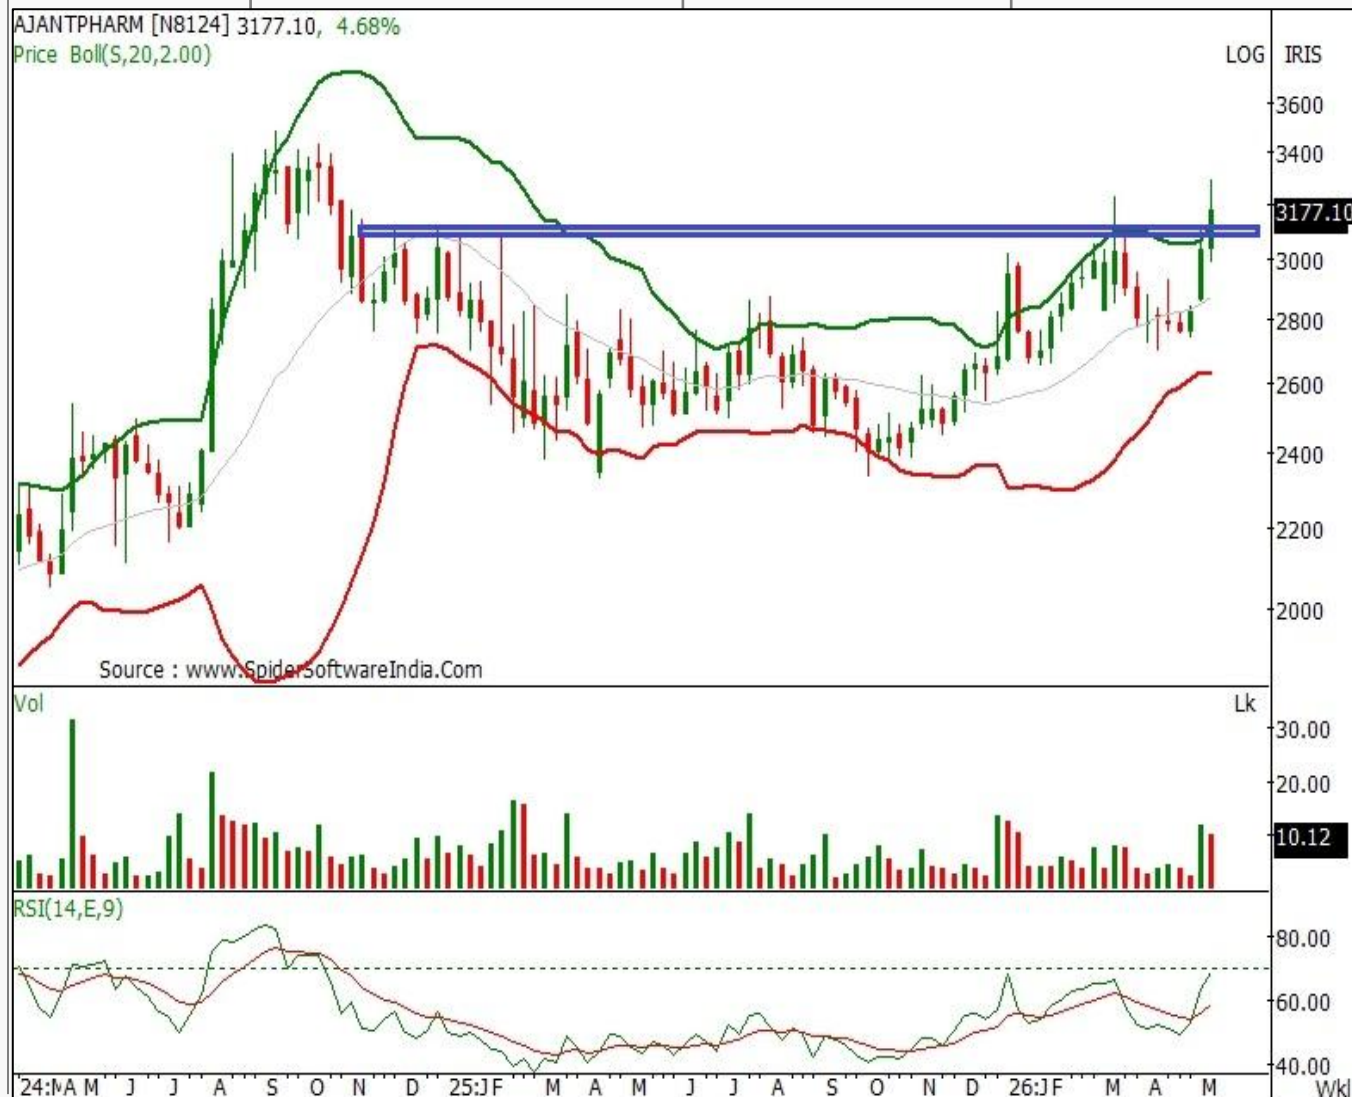 AJANTPHARM [N8124] 3177.10, 4.68%
Price Boll(S,20,2.00)
LOG IRIS
3600
3400
3177.10
3000
2800
2600
2400
2200
2000
Source : www.SpiderSoftwareIndia.Com
Vol
Lk
30.00
20.00
10.12
RSI(14,E,9)
80.00
60.00
40.00
24:MA M J J A S O N D 25:JF M A M J J A S O N D 26:JF M A M Wkl